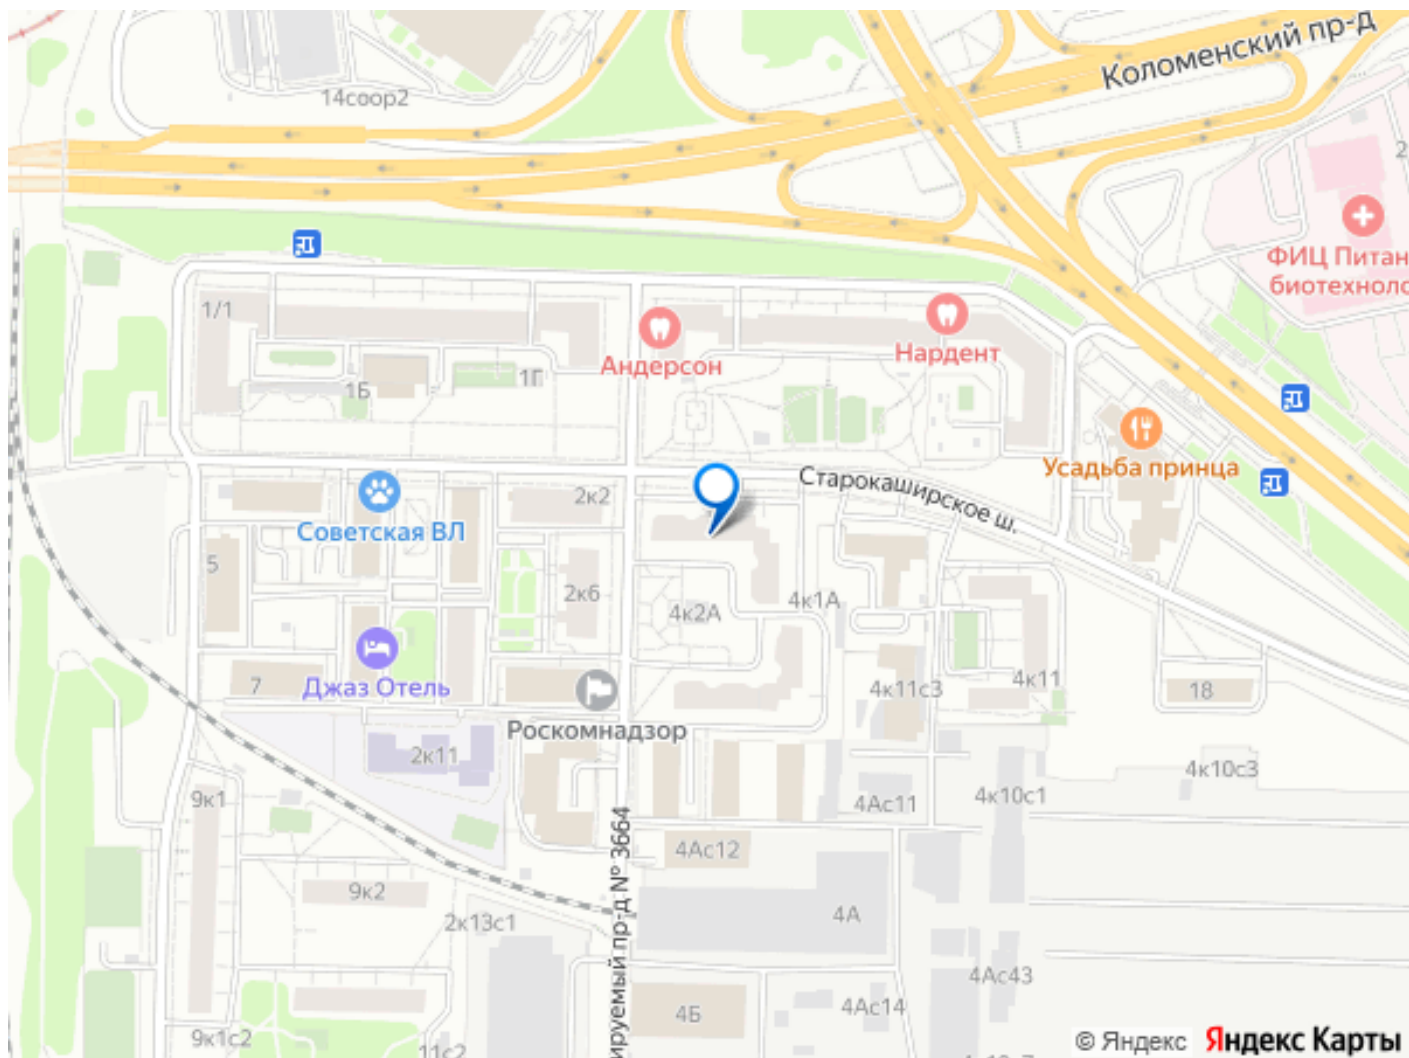 Коломенский пр-д
14соор2
2
ФИЦ Питан
биотехноло
1/1
Андерсон
Нардент
1Б
1Г
Усадьба принца
Старокаширское ш.
2к2
Советская ВЛ
5
2к6
4к2А
4к1А
7
Джаз Отель
4к11с3
4к11
18
Роскомнадзор
2к11
4к10с3
9к1
4Ас11
4к10с1
ируемый пр-д № 3664
4Ас12
9к2
2к13с1
4А
4Ас43
4Ас14
4Б
9к1с2
11с2
© Яндекс
Яндекс Карты